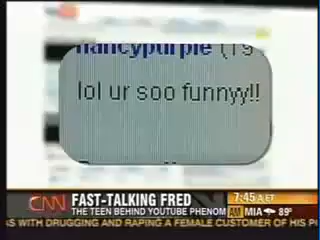 nancypurple (19
lol ur soo funnyy!!
CNN
FAST-TALKING FRED
THE TEEN BEHIND YOUTUBE PHENOM
7:45 A ET
AM MIA 89°
S WITH DRUGGING AND RAPING A FEMALE CUSTOMER OF HIS P